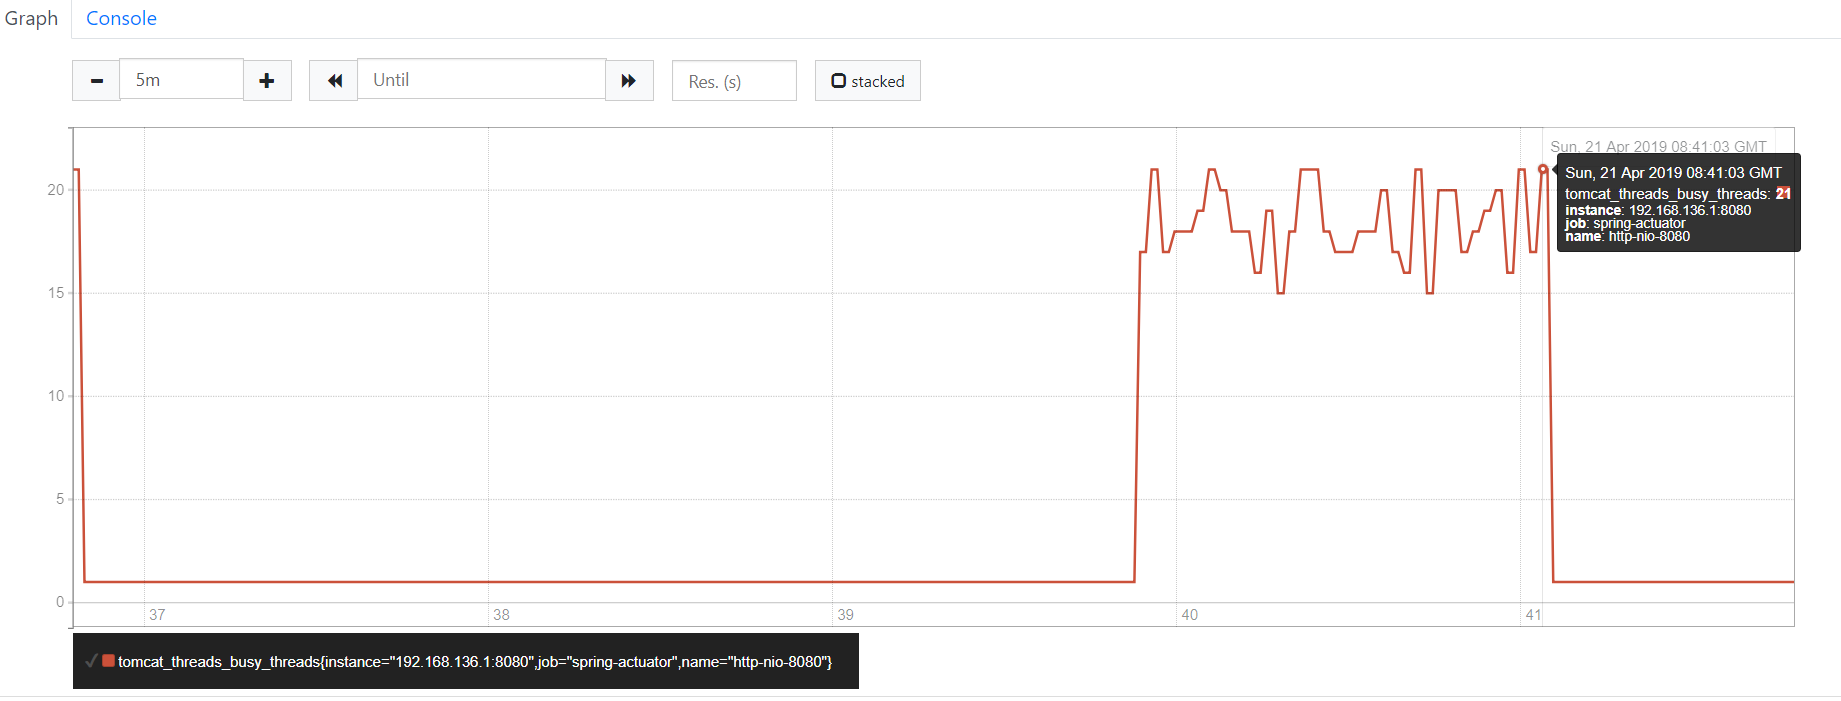 Graph Console
5m Until Res. (s) stacked
Sun, 21 Apr 2019 08:41:03 GMT
Sun, 21 Apr 2019 08:41:03 GMT
tomcat_threads_busy_threads: 21
instance: 192.168.136.1:8080
job: spring-actuator
name: http-nio-8080
20
15
10
5
0
37 38 39 40 41
tomcat_threads_busy_threads{instance="192.168.136.1:8080",job="spring-actuator",name="http-nio-8080"}